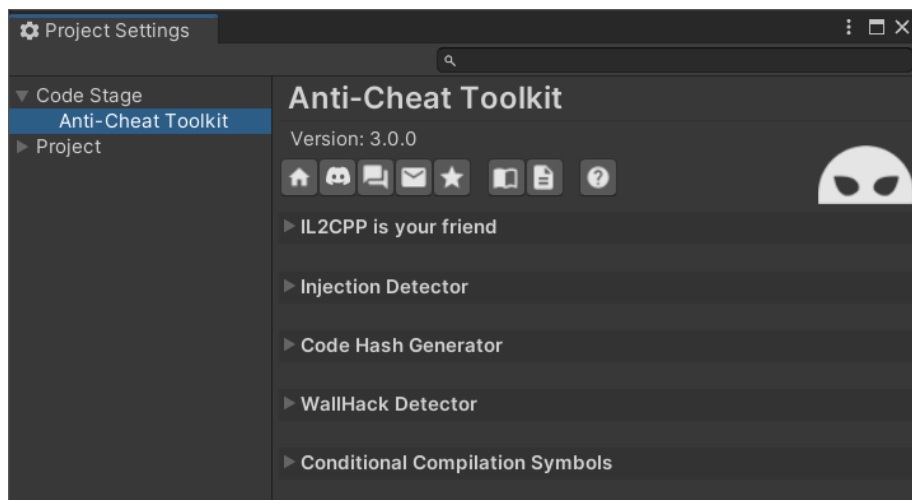 Project Settings
Code Stage
Anti-Cheat Toolkit
Project
Anti-Cheat Toolkit
Version: 3.0.0
IL2CPP is your friend
Injection Detector
Code Hash Generator
WallHack Detector
Conditional Compilation Symbols